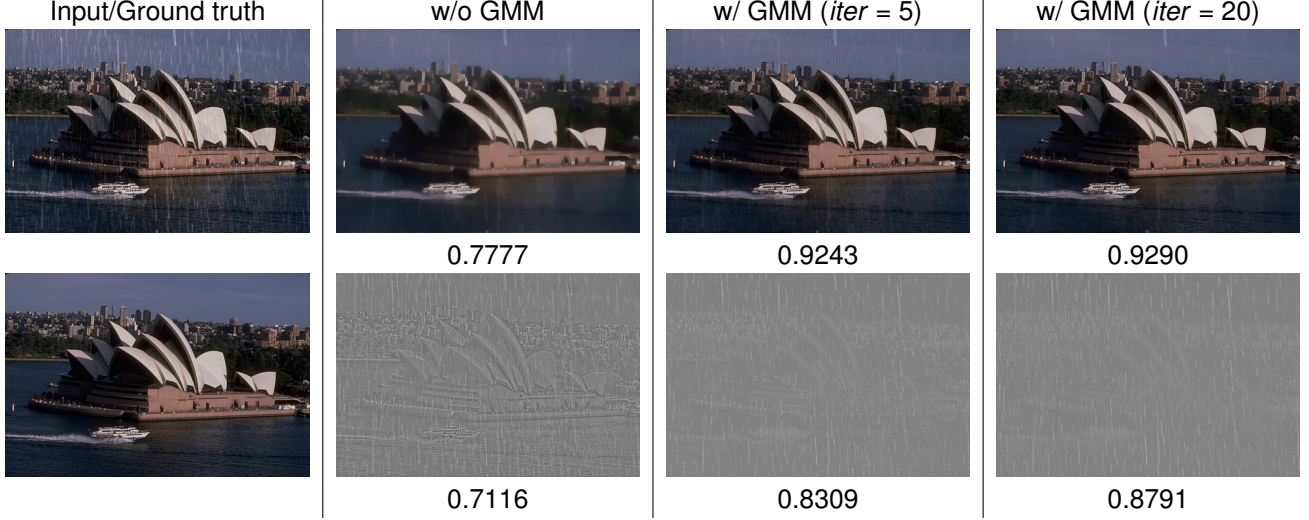 Input/Ground truth
w/o GMM
w/ GMM (iter = 5)
w/ GMM (iter = 20)
0.7777
0.9243
0.9290
0.7116
0.8309
0.8791